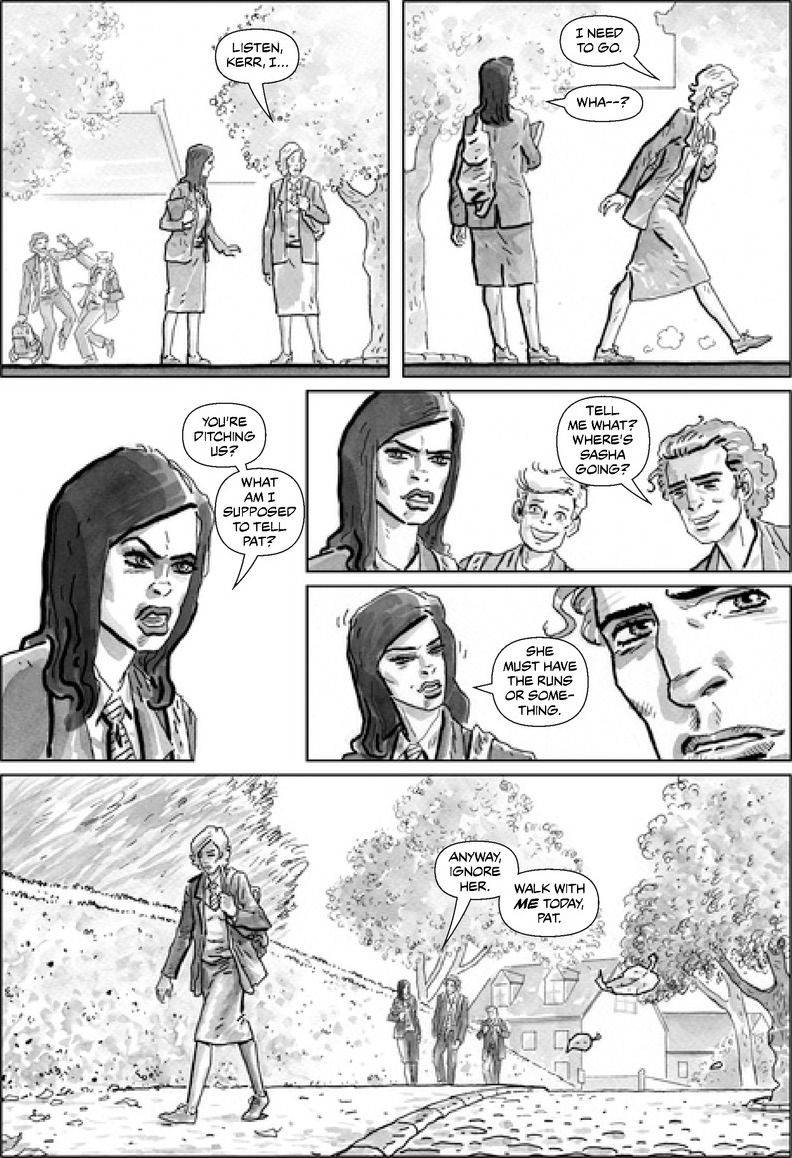 LISTEN,
KERR, I...
I NEED
TO GO.
WHA--?
YOU'RE
DITCHING
US?
WHAT
AM I
SUPPOSED
TO TELL
PAT?
TELL
ME WHAT?
WHERE'S
SASHA
GOING?
SHE
MUST HAVE
THE RUNS
OR SOME-
THING.
ANYWAY,
IGNORE
HER.
WALK WITH
ME TODAY,
PAT.